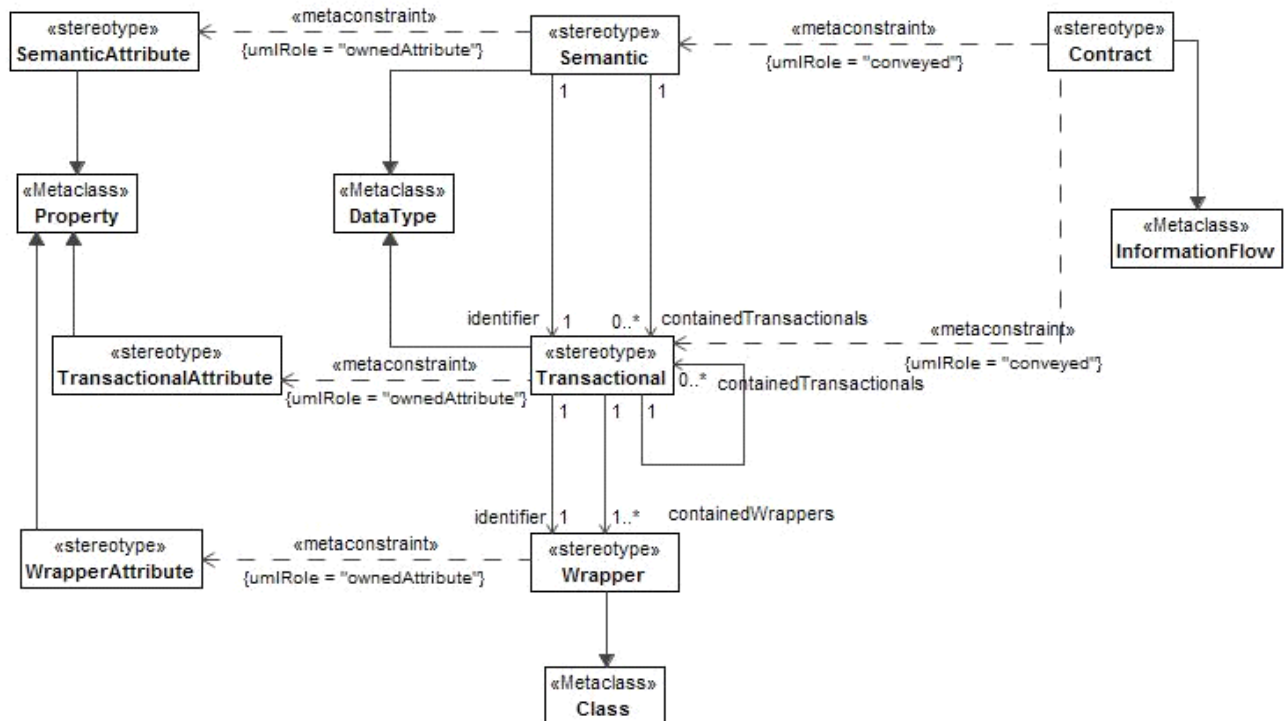 «stereotype»
SemanticAttribute
«metaconstraint»
{umlRole = "ownedAttribute"}
«stereotype»
Semantic
«metaconstraint»
{umlRole = "conveyed"}
«stereotype»
Contract
1
1
«Metaclass»
Property
«Metaclass»
DataType
«Metaclass»
InformationFlow
identifier
1
0..*
containedTransactionals
«metaconstraint»
{umlRole = "conveyed"}
«stereotype»
TransactionalAttribute
«metaconstraint»
{umlRole = "ownedAttribute"}
«stereotype»
Transactional
0..*
containedTransactionals
1
1
1
identifier
1
1..*
containedWrappers
«stereotype»
WrapperAttribute
«metaconstraint»
{umlRole = "ownedAttribute"}
«stereotype»
Wrapper
«Metaclass»
Class